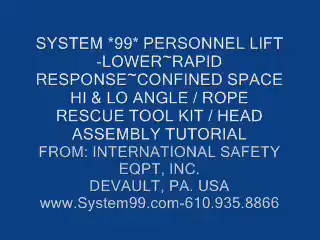 SYSTEM *99* PERSONNEL LIFT
-LOWER~RAPID
RESPONSE~CONFINED SPACE
HI & LO ANGLE / ROPE
RESCUE TOOL KIT / HEAD
ASSEMBLY TUTORIAL
FROM: INTERNATIONAL SAFETY
EQPT, INC.
DEVAULT, PA. USA
www.System99.com-610.935.8866